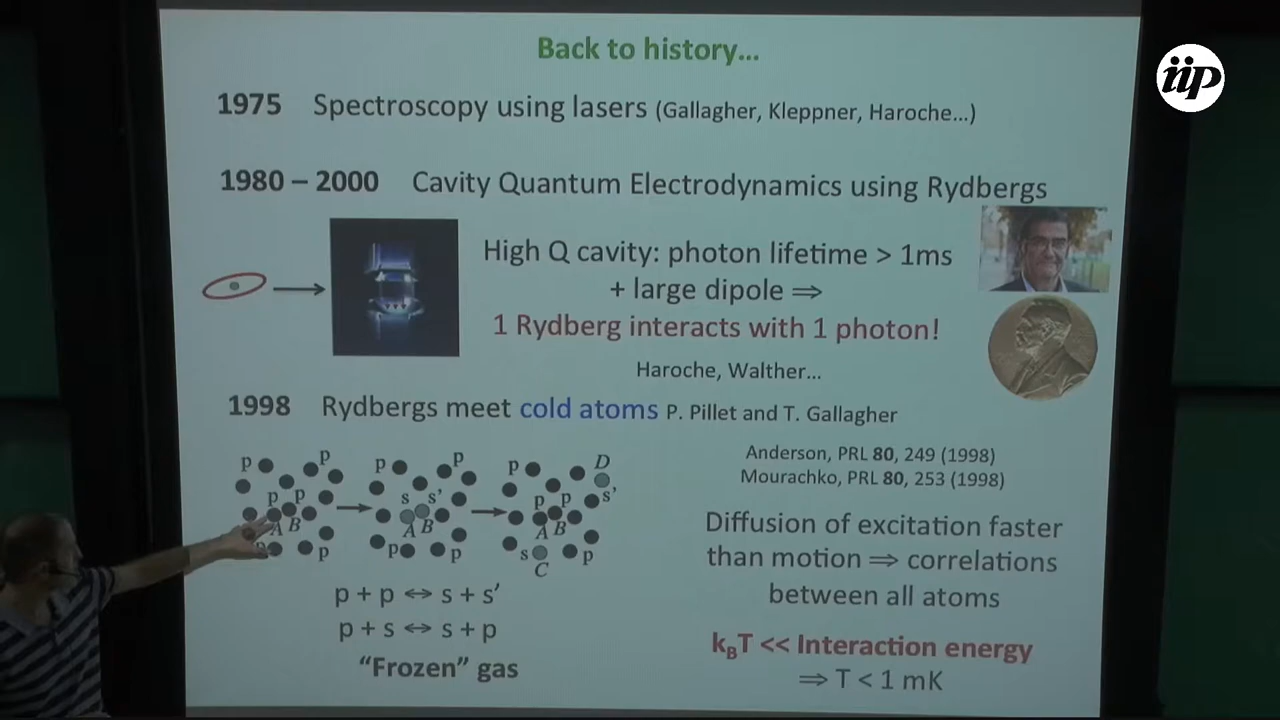 Back to history...
iip
1975 Spectroscopy using lasers (Gallagher, Kleppner, Haroche...)
1980 – 2000 Cavity Quantum Electrodynamics using Rydbergs
High Q cavity: photon lifetime > 1ms
+ large dipole ⇒
1 Rydberg interacts with 1 photon!
Haroche, Walther...
1998 Rydbergs meet cold atoms P. Pillet and T. Gallagher
Anderson, PRL 80, 249 (1998)
Mourachko, PRL 80, 253 (1998)
p p p p A B p p
p p s s' A B p p
p D s' p p A B s C p
Diffusion of excitation faster
than motion ⇒ correlations
between all atoms
p + p ⇔ s + s'
p + s ⇔ s + p
"Frozen" gas
kBT << Interaction energy
⇒ T < 1 mK